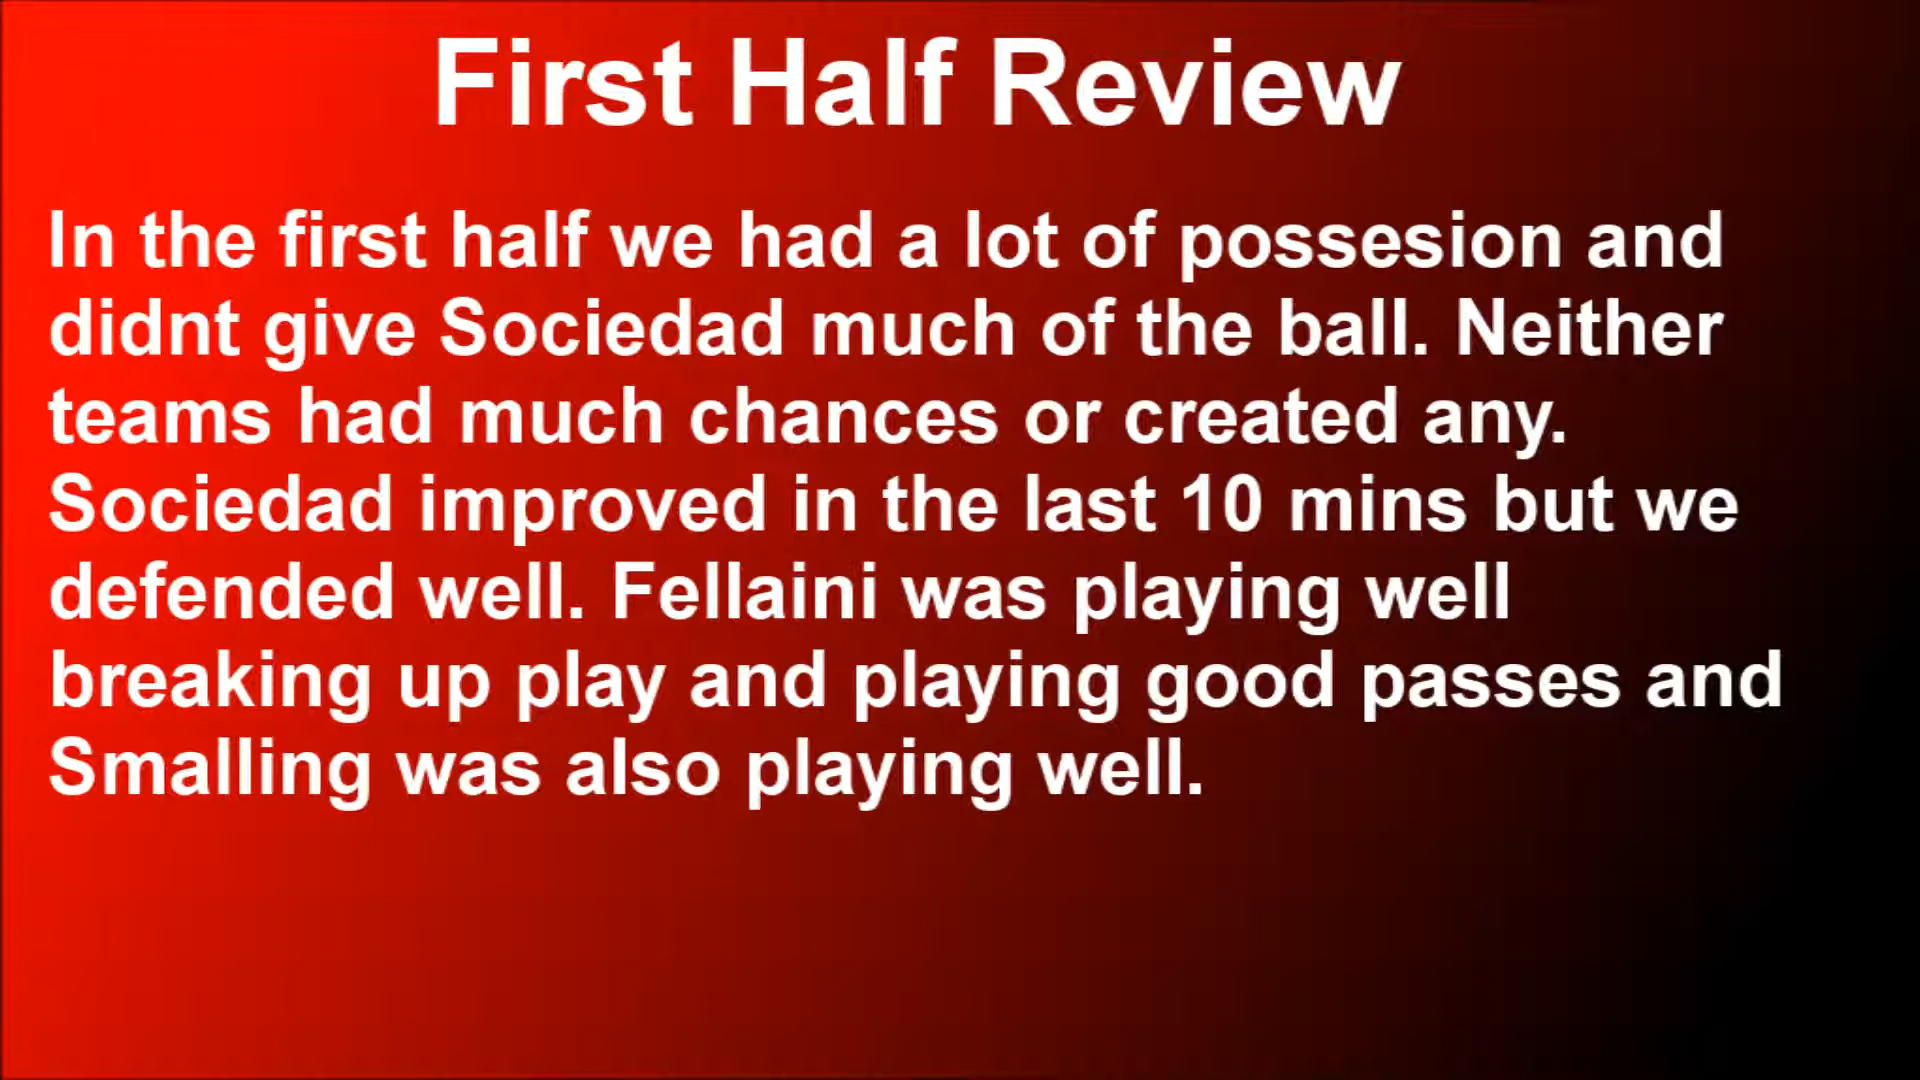 First Half Review
In the first half we had a lot of possesion and
didnt give Sociedad much of the ball. Neither
teams had much chances or created any.
Sociedad improved in the last 10 mins but we
defended well. Fellaini was playing well
breaking up play and playing good passes and
Smalling was also playing well.